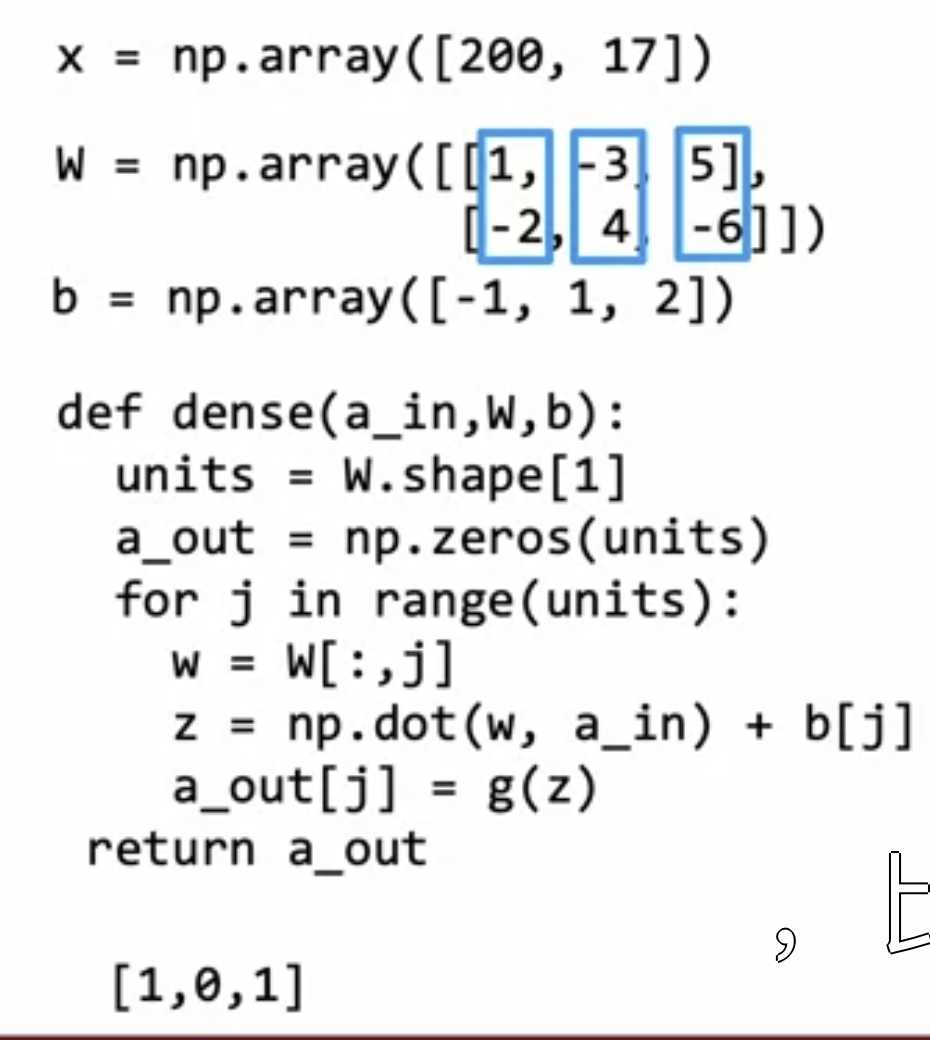 x = np.array([200, 17])
W = np.array([[1, -3, 5],
[-2, 4, -6]])
b = np.array([-1, 1, 2])
def dense(a_in,W,b):
units = W.shape[1]
a_out = np.zeros(units)
for j in range(units):
w = W[:,j]
z = np.dot(w, a_in) + b[j]
a_out[j] = g(z)
return a_out
[1,0,1]